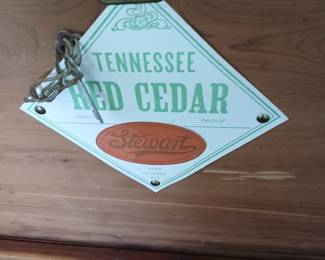 TENNESSEE
RED CEDAR
PROOF
Stewart